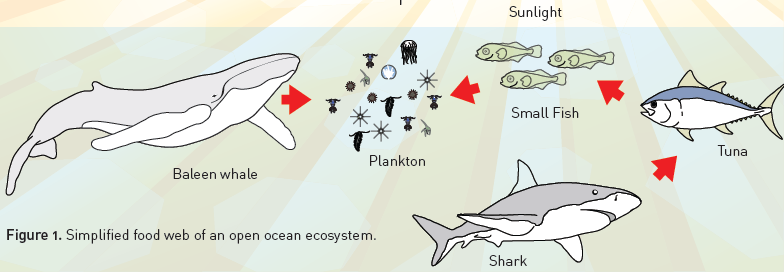 Sunlight
Small Fish
Tuna
Plankton
Baleen whale
Figure 1. Simplified food web of an open ocean ecosystem.
Shark